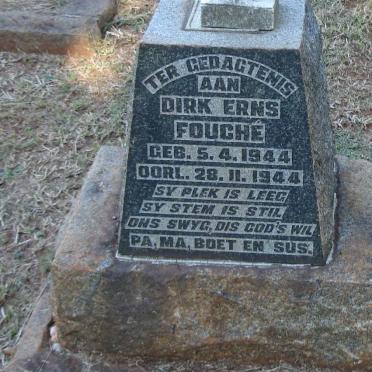 TER GEDAGTENIS
AAN
DIRK ERNS
FOUCHÉ
GEB. 5.4.1944
OORL. 28.11.1944
SY PLEK IS LEEG
SY STEM IS STIL
ONS SWYG, DIS GOD'S WIL
PA, MA, BOET EN SUS